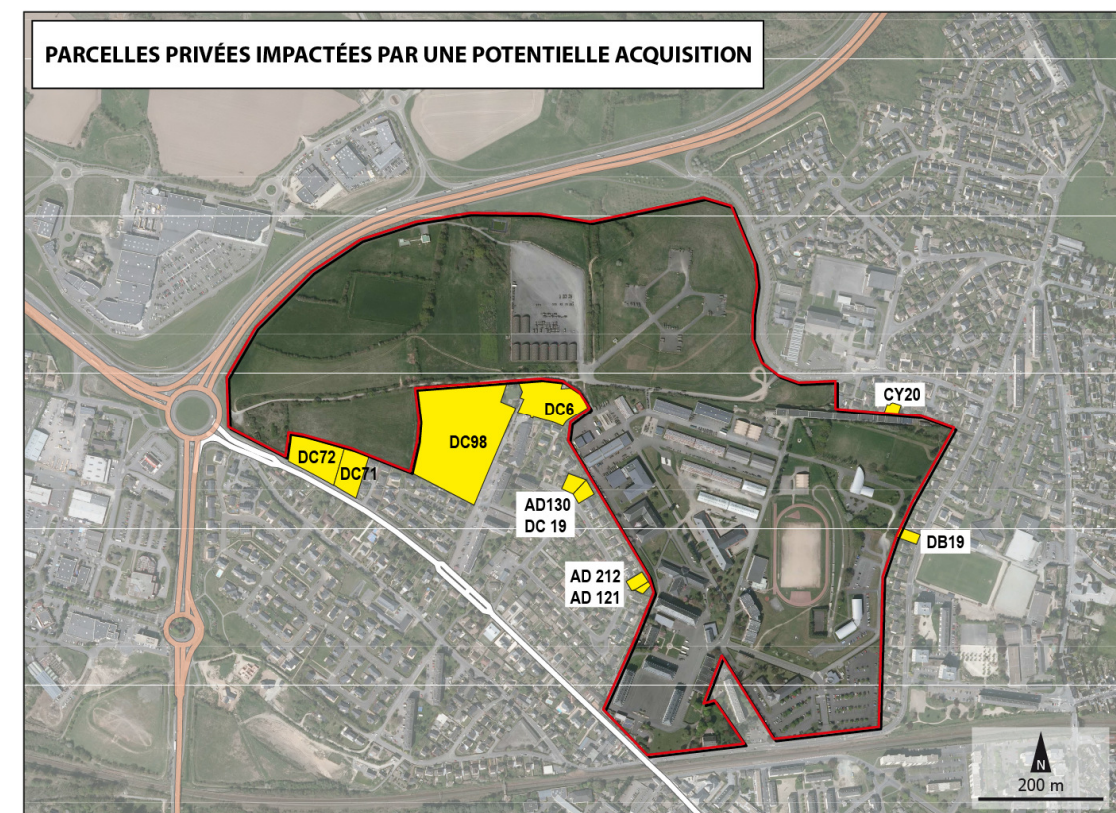 PARCELLES PRIVÉES IMPACTÉES PAR UNE POTENTIELLE ACQUISITION
CY20
DC6
DC98
DC72
DC71
AD130
DC 19
DB19
AD 212
AD 121
N
200 m